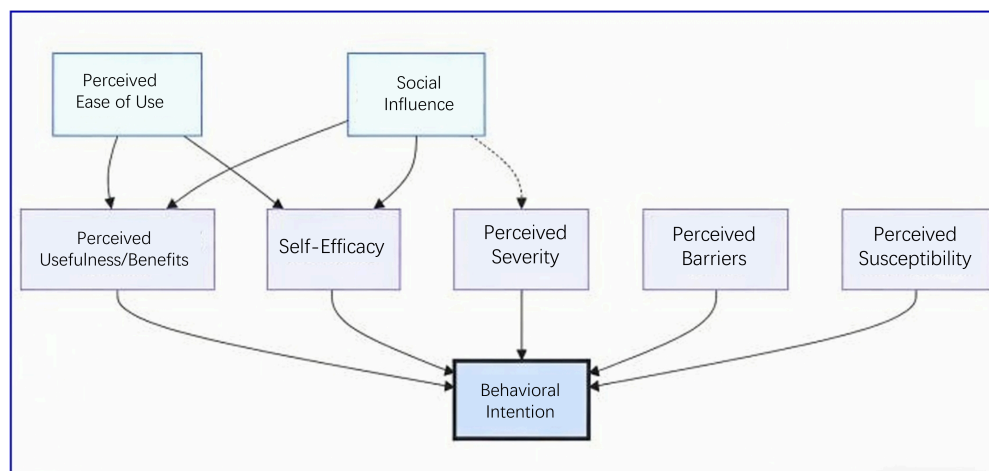 Perceived
Ease of Use
Social
Influence
Perceived
Usefulness/Benefits
Self-Efficacy
Perceived
Severity
Perceived
Barriers
Perceived
Susceptibility
Behavioral
Intention